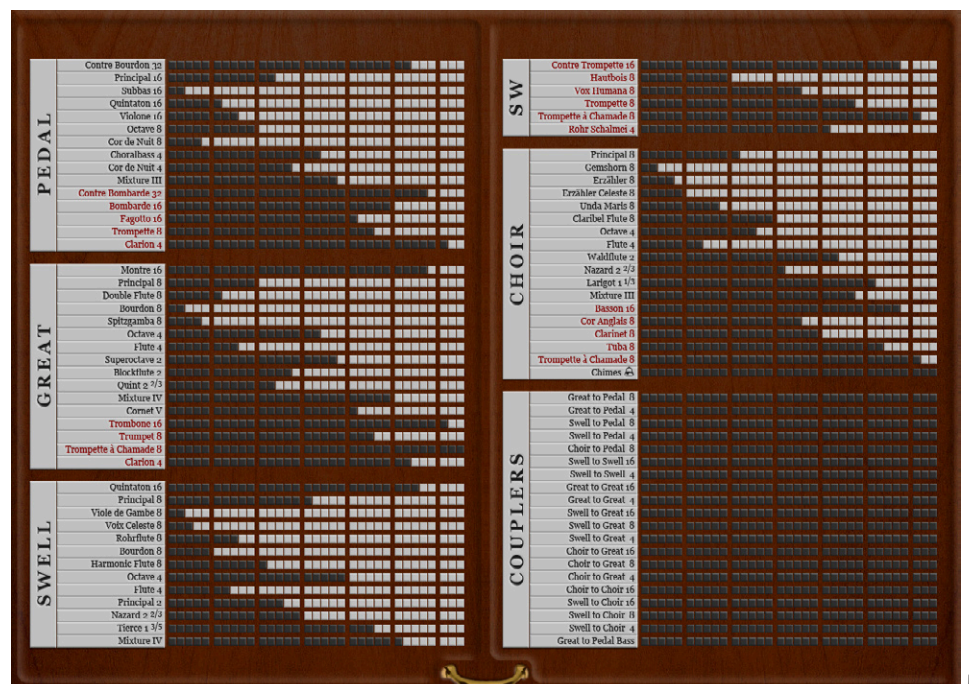 PEDAL
Contre Bourdon 32
Principal 16
Subbas 16
Quintaton 16
Violone 16
Octave 8
Cor de Nuit 8
Choralbass 4
Cor de Nuit 4
Mixture III
Contre Bombarde 32
Bombarde 16
Fagotto 16
Trompette 8
Clarion 4
GREAT
Montre 16
Principal 8
Double Flute 8
Bourdon 8
Spitzgamba 8
Octave 4
Flute 4
Superoctave 2
Blockflute 2
Quint 2 2/3
Mixture IV
Cornet V
Trombone 16
Trumpet 8
Trompette à Chamade 8
Clarion 4
SWELL
Quintaton 16
Principal 8
Viole de Gambe 8
Voix Celeste 8
Rohrflute 8
Bourdon 8
Harmonic Flute 8
Octave 4
Flute 4
Principal 2
Nazard 2 2/3
Tierce 1 3/5
Mixture IV
SW
Contre Trompette 16
Hautbois 8
Vox Humana 8
Trompette 8
Trompette à Chamade 8
Rohr Schalmei 4
CHOIR
Principal 8
Gemshorn 8
Erzähler 8
Erzähler Celeste 8
Unda Maris 8
Claribel Flute 8
Octave 4
Flute 4
Waldflute 2
Nazard 2 2/3
Larigot 1 1/3
Mixture III
Basson 16
Cor Anglais 8
Clarinet 8
Tuba 8
Trompette à Chamade 8
Chimes
COUPLERS
Great to Pedal 8
Great to Pedal 4
Swell to Pedal 8
Swell to Pedal 4
Choir to Pedal 8
Swell to Swell 16
Swell to Swell 4
Great to Great 16
Great to Great 4
Swell to Great 16
Swell to Great 8
Swell to Great 4
Choir to Great 16
Choir to Great 8
Choir to Great 4
Choir to Choir 16
Swell to Choir 16
Swell to Choir 8
Swell to Choir 4
Great to Pedal Bass